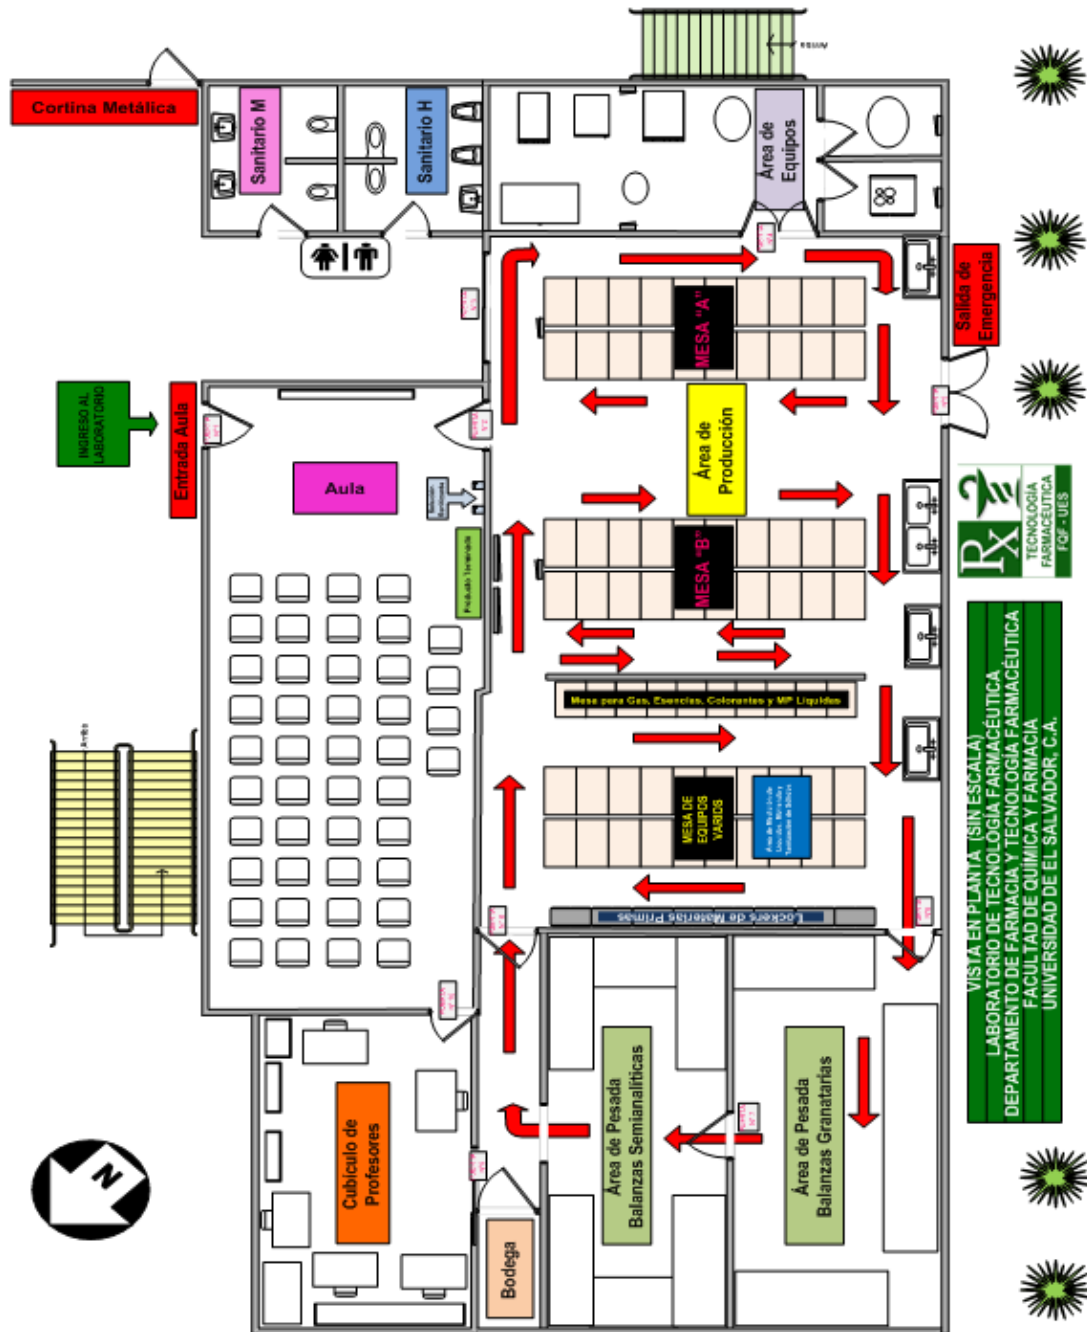 Arriba
Cortina Metálica
Sanitario M
Sanitario H
Área de
Equipos
Salida de
Emergencia
INGRESO AL
LABORATORIO
Entrada Aula
Aula
MESA "A"
Área de
Producción
MESA "B"
Producto Terminado
Mesa para Gas, Esencias, Colorantes y MP Liquidas
MESA DE
EQUIPOS
VARIOS
Lockers de Materias Primas
Cubículo de
Profesores
Bodega
Área de Pesada
Balanzas Semianalíticas
Área de Pesada
Balanzas Granatarias
N
Rx
TECNOLOGÍA
FARMACÉUTICA
FQF - UES
VISTA EN PLANTA (SIN ESCALA)
LABORATORIO DE TECNOLOGÍA FARMACÉUTICA
DEPARTAMENTO DE FARMACIA Y TECNOLOGÍA FARMACÉUTICA
FACULTAD DE QUÍMICA Y FARMACIA
UNIVERSIDAD DE EL SALVADOR, C.A.